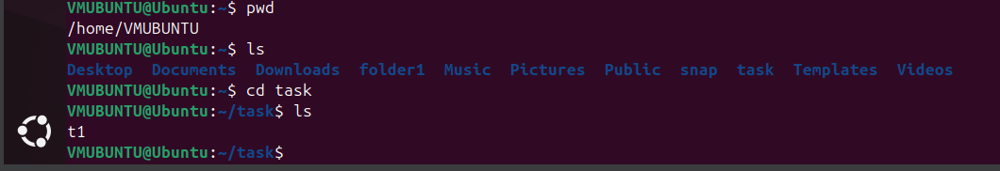 VMUBUNTU@Ubuntu:~$ pwd
/home/VMUBUNTU
VMUBUNTU@Ubuntu:~$ ls
Desktop  Documents  Downloads  folder1  Music  Pictures  Public  snap  task  Templates  Videos
VMUBUNTU@Ubuntu:~$ cd task
VMUBUNTU@Ubuntu:~/task$ ls
t1
VMUBUNTU@Ubuntu:~/task$